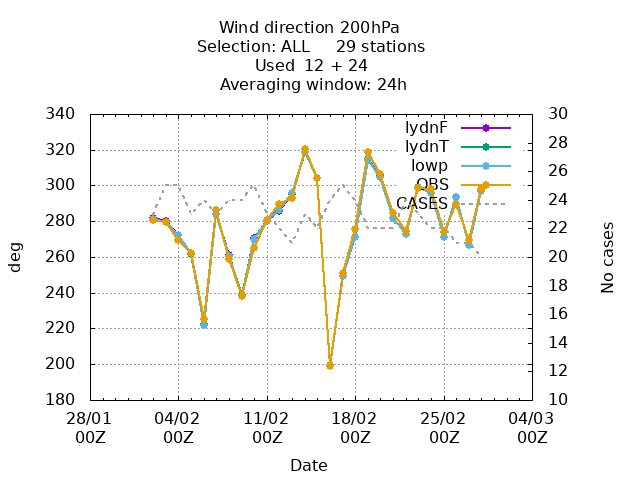 Wind direction 200hPa
Selection: ALL 29 stations
Used 12 + 24
Averaging window: 24h
340 30
lydnF
28
320 lydnT
26
lowp
300 OBS
24
CASES
280 22
260 20
deg
No cases
18
240
16
220 14
200 12
180 10
28/01 04/02 11/02 18/02 25/02 04/03
00Z 00Z 00Z 00Z 00Z 00Z
Date